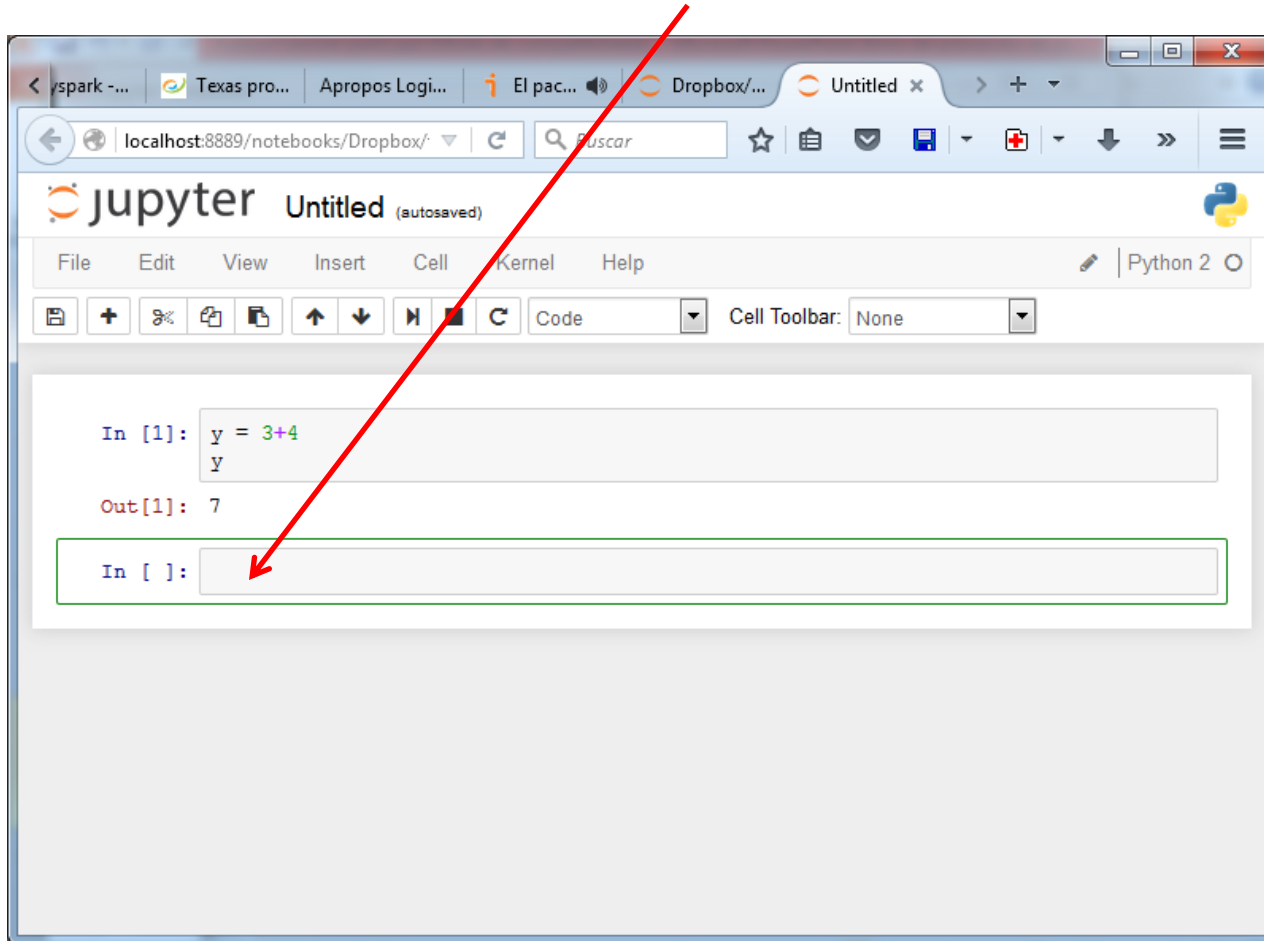 yspark -... Texas pro... Apropos Logi... El pac... Dropbox/... Untitled
localhost:8889/notebooks/Dropbox/ Buscar
jupyter Untitled (autosaved)
File Edit View Insert Cell Kernel Help Python 2
Code Cell Toolbar: None
In [1]: y = 3+4
y
Out[1]: 7
In [ ]: